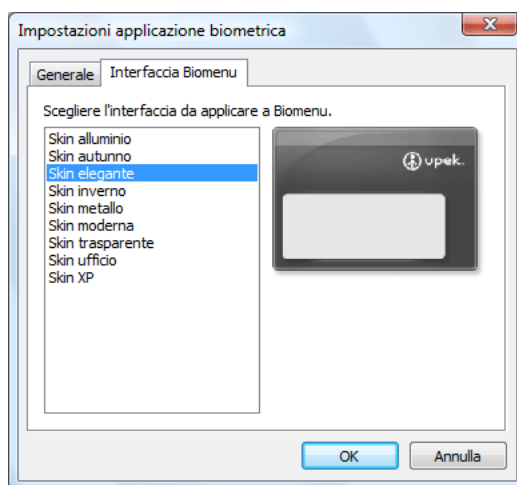 Impostazioni applicazione biometrica
Generale
Interfaccia Biomenu
Scegliere l'interfaccia da applicare a Biomenu.
Skin alluminio
Skin autunno
Skin elegante
Skin inverno
Skin metallo
Skin moderna
Skin trasparente
Skin ufficio
Skin XP
upek.
OK
Annulla